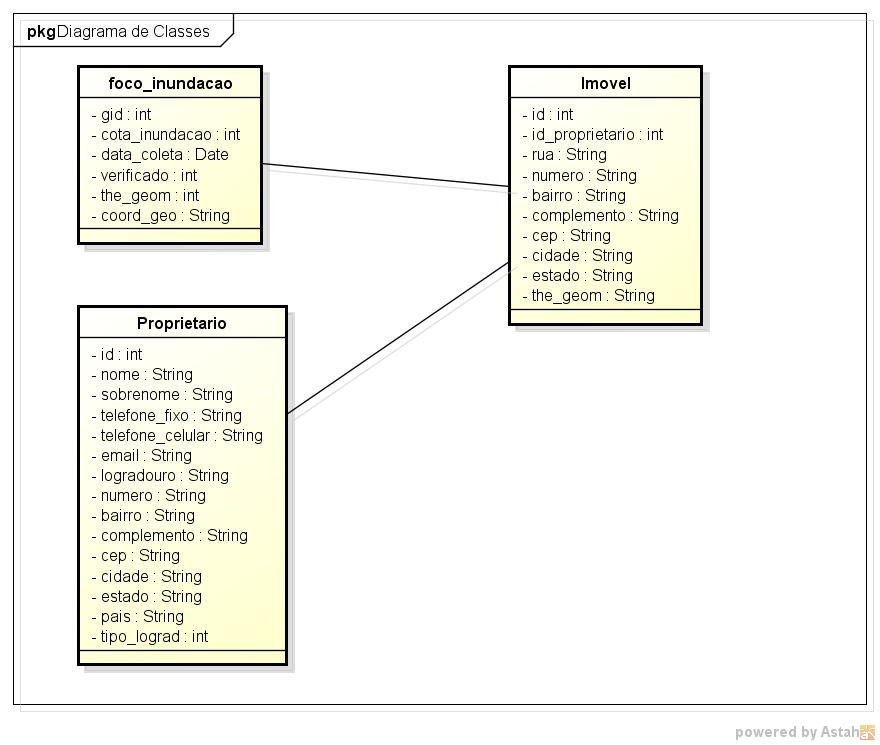 pkg Diagrama de Classes
foco_inundacao
- gid : int
- cota_inundacao : int
- data_coleta : Date
- verificado : int
- the_geom : int
- coord_geo : String
Imovel
- id : int
- id_proprietario : int
- rua : String
- numero : String
- bairro : String
- complemento : String
- cep : String
- cidade : String
- estado : String
- the_geom : String
Proprietario
- id : int
- nome : String
- sobrenome : String
- telefone_fixo : String
- telefone_celular : String
- email : String
- logradouro : String
- numero : String
- bairro : String
- complemento : String
- cep : String
- cidade : String
- estado : String
- pais : String
- tipo_lograd : int
powered by Astah